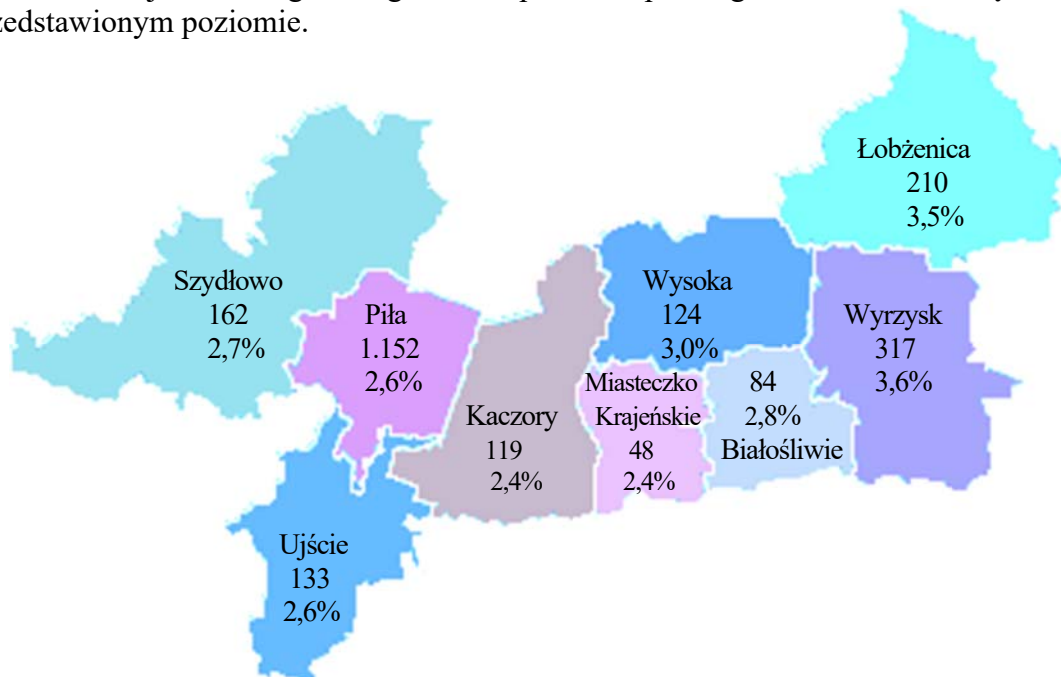 zedstawionym poziomie.
Łobżenica
210
3,5%
Szydłowo
162
2,7%
Piła
1.152
2,6%
Wysoka
124
3,0%
Wyrzysk
317
3,6%
Kaczory
119
2,4%
Miasteczko
Krajeńskie
48
2,4%
84
2,8%
Białośliwie
Ujście
133
2,6%